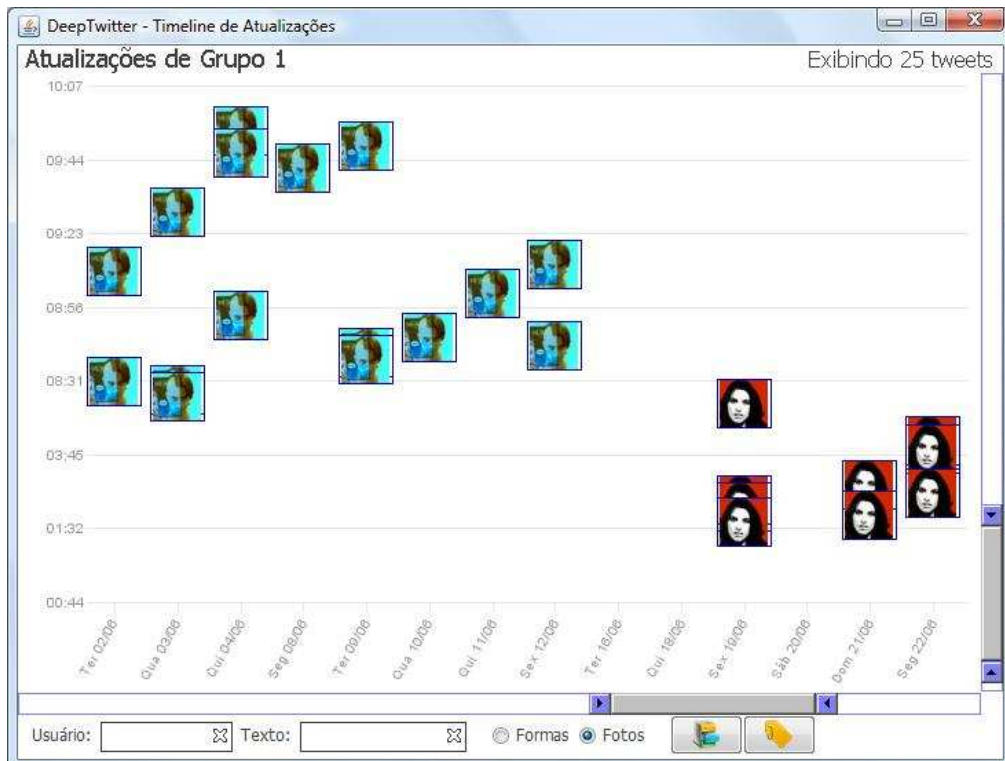 DeepTwitter - Timeline de Atualizações
Atualizações de Grupo 1
Exibindo 25 tweets
10:07
09:44
09:23
08:56
08:31
03:45
01:32
00:44
Ter 02/06
Qua 03/06
Qui 04/06
Seg 08/06
Ter 09/06
Qua 10/06
Qui 11/06
Sex 12/06
Ter 16/06
Qui 18/06
Sex 19/06
Sáb 20/06
Dom 21/06
Seg 22/06
Usuário: Texto: Formas Fotos